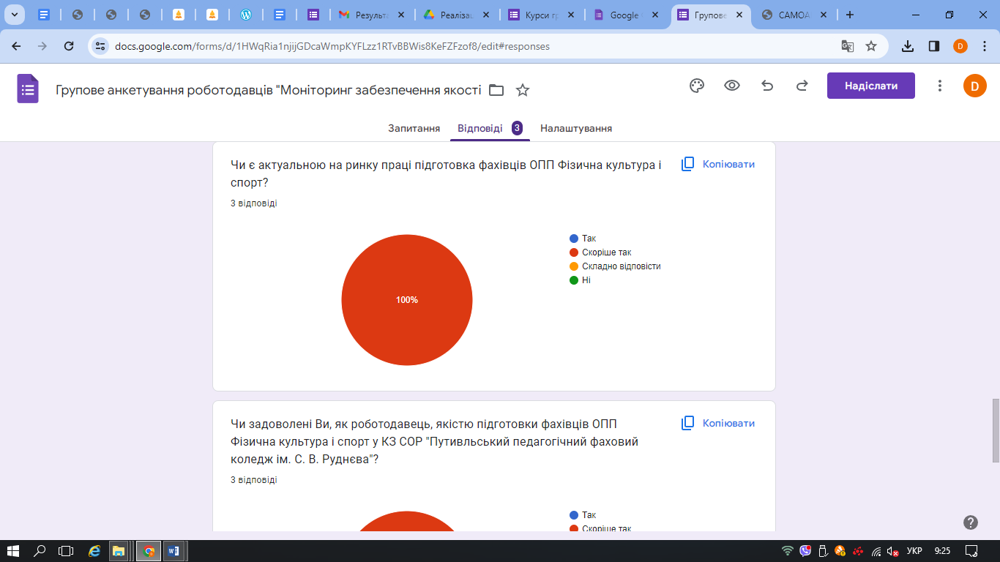 Результ
Реалізац
Курси г
Google
Групове
САМОА
docs.google.com/forms/d/1HWqRia1njijGDcaWmpKYFLzz1RTvBBWis8KeFZFzof8/edit#responses
D
Групове анкетування роботодавців "Моніторинг забезпечення якості
Надіслати
D
Запитання
Відповіді 3
Налаштування
Чи є актуальною на ринку праці підготовка фахівців ОПП Фізична культура і
спорт?
Копіювати
3 відповіді
100%
Так
Скоріше так
Складно відповісти
Ні
Чи задоволені Ви, як роботодавець, якістю підготовки фахівців ОПП
Фізична культура і спорт у КЗ СОР "Путивльський педагогічний фаховий
коледж ім. С. В. Руднєва"?
Копіювати
3 відповіді
Так
Скоріше так
УКР
9:25